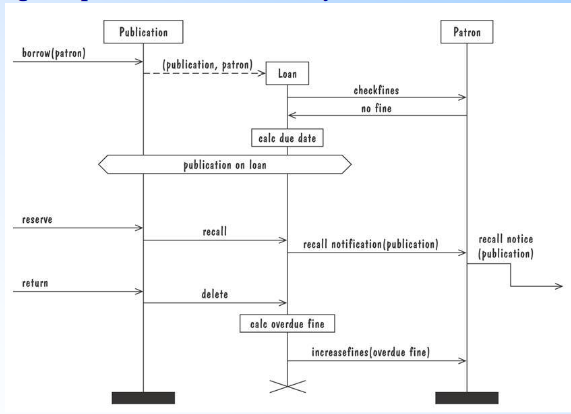 Publication
Patron
borrow(patron)
(publication, patron)
Loan
checkfines
no fine
calc due date
publication on loan
reserve
recall
recall notification(publication)
recall notice
(publication)
return
delete
calc overdue fine
increasefines(overdue fine)